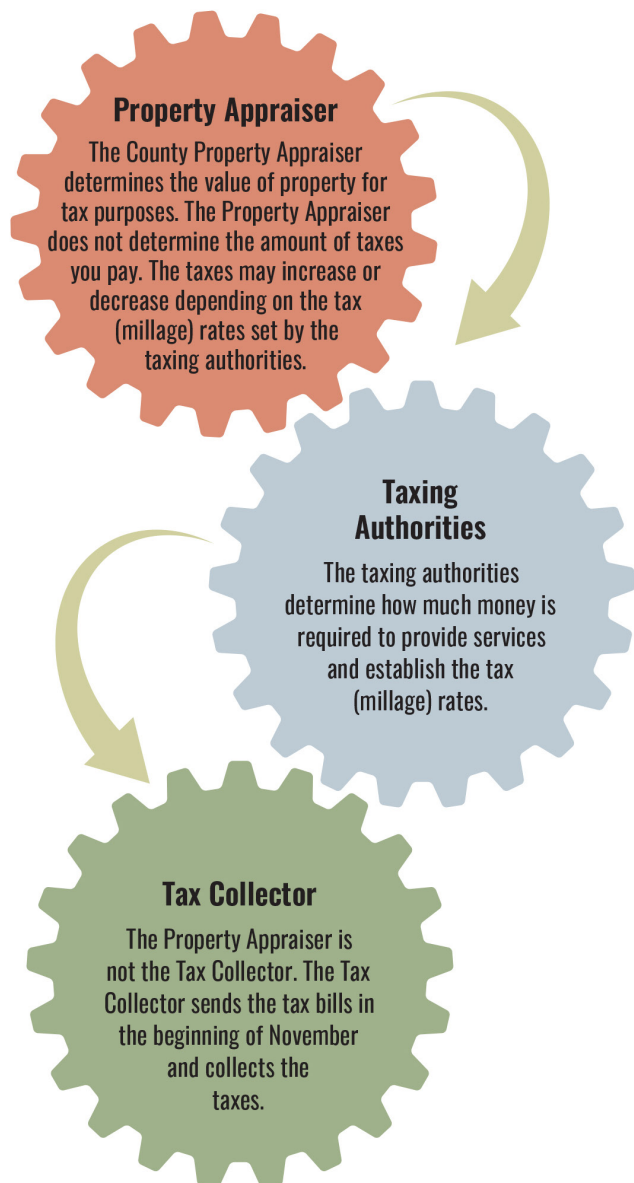 Property Appraiser
The County Property Appraiser
determines the value of property for
tax purposes. The Property Appraiser
does not determine the amount of taxes
you pay. The taxes may increase or
decrease depending on the tax
(millage) rates set by the
taxing authorities.
Taxing
Authorities
The taxing authorities
determine how much money is
required to provide services
and establish the tax
(millage) rates.
Tax Collector
The Property Appraiser is
not the Tax Collector. The Tax
Collector sends the tax bills in
the beginning of November
and collects the
taxes.